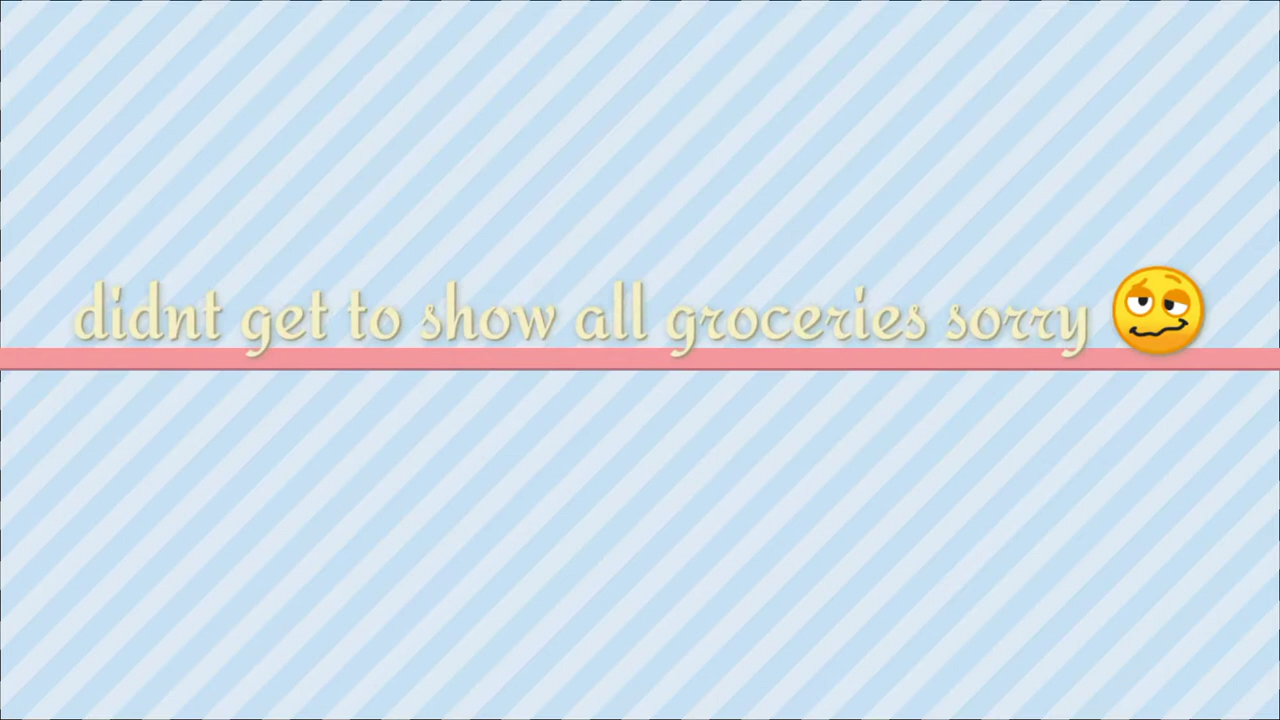 didnt get to show all groceries sorry 🥴